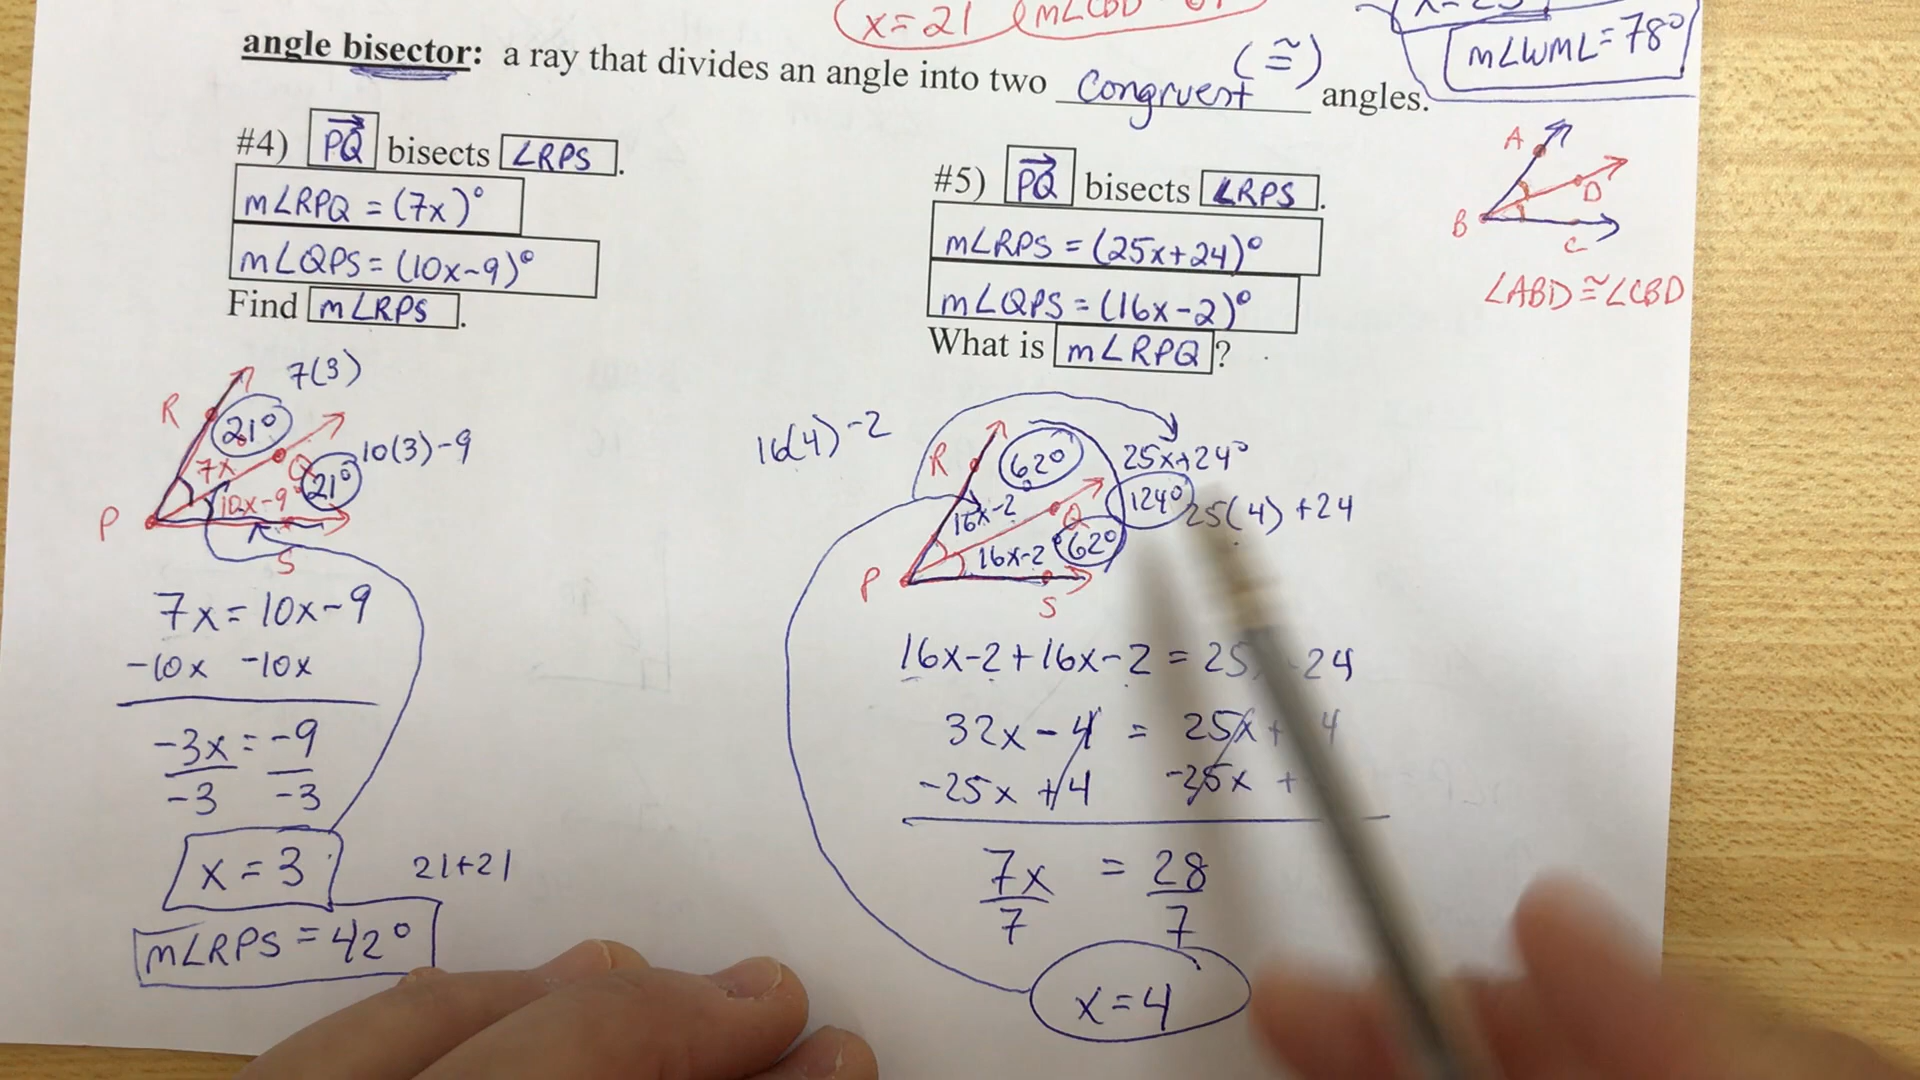 x=21
m∠WML=78°
angle bisector: a ray that divides an angle into two congruent (≅) angles.
#4) PQ bisects ∠RPS.
m∠RPQ = (7x)°
m∠QPS = (10x-9)°
Find m∠RPS.
7(3)
R
21°
10(3)-9
7x
Q
21°
10x-9
P
S
7x = 10x-9
-10x -10x
-3x = -9
-3 -3
x = 3
21+21
m∠RPS = 42°
#5) PQ bisects ∠RPS.
m∠RPS = (25x+24)°
m∠QPS = (16x-2)°
What is m∠RPQ?
16(4)-2
R
62°
25x+24°
124°
25(4) +24
16x-2
Q
16x-2
62°
P
S
16x-2+16x-2 = 25 24
32x-4 = 25x+ 4
-25x +4 -25x +
7x = 28
7 7
x=4
A
D
B
C
∠ABD≅∠CBD